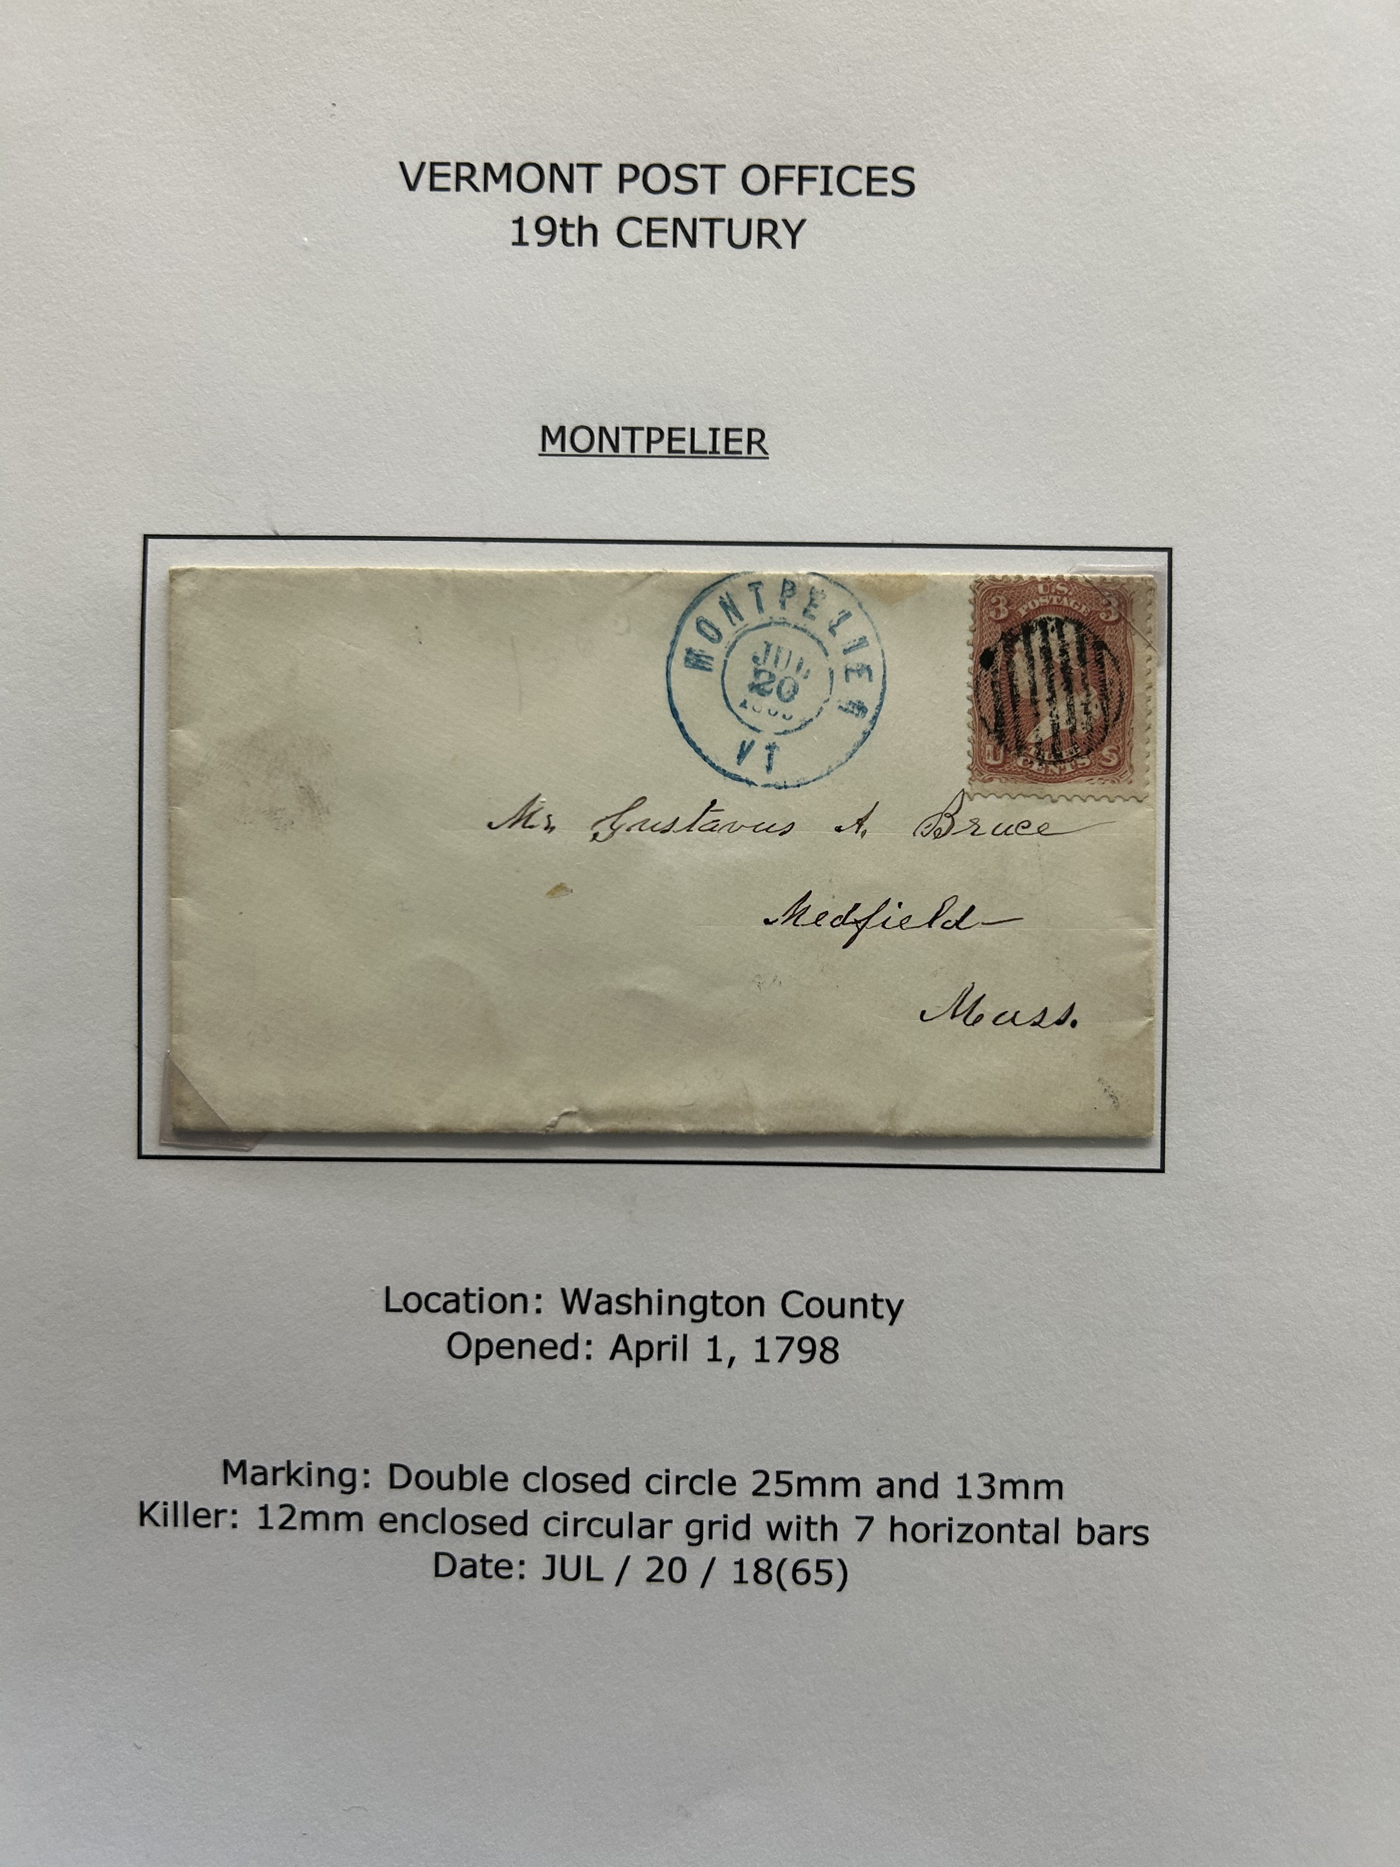 VERMONT POST OFFICES
19th CENTURY
MONTPELIER
MONTPELIER
JUL
20
VT
3 U.S. 3
POSTAGE
U S
CENTS
Mr. Gustavus A. Bruce
Medfield
Mass.
Location: Washington County
Opened: April 1, 1798
Marking: Double closed circle 25mm and 13mm
Killer: 12mm enclosed circular grid with 7 horizontal bars
Date: JUL / 20 / 18(65)